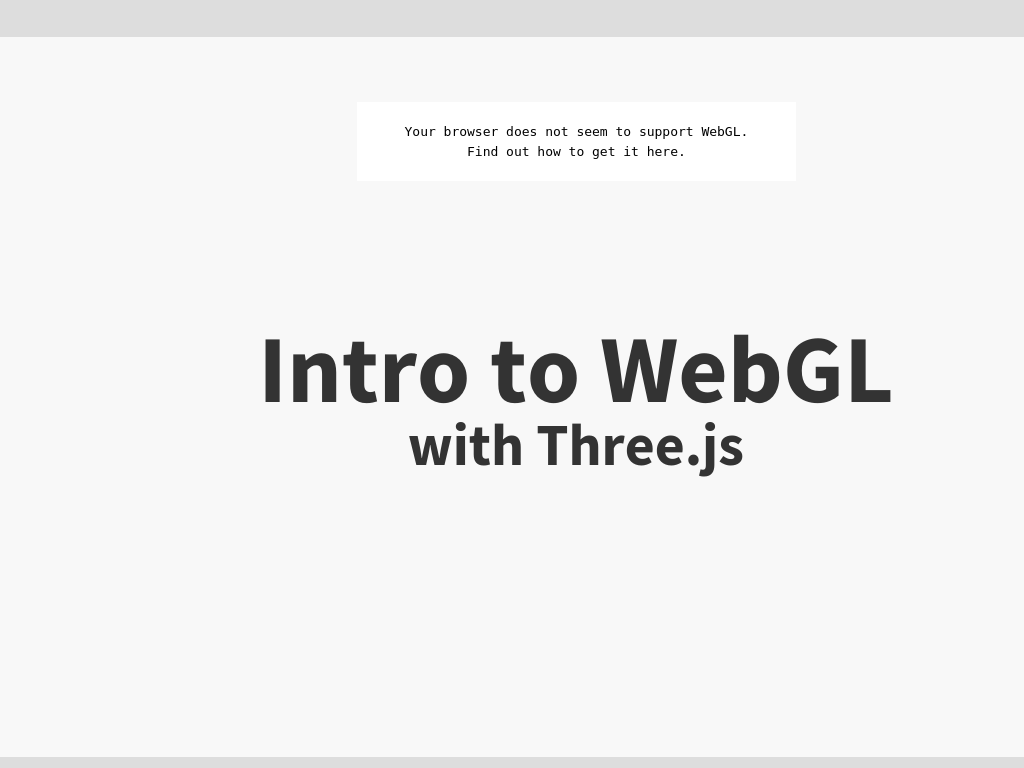 Your browser does not seem to support WebGL.
Find out how to get it here.
Intro to WebGL
with Three.js